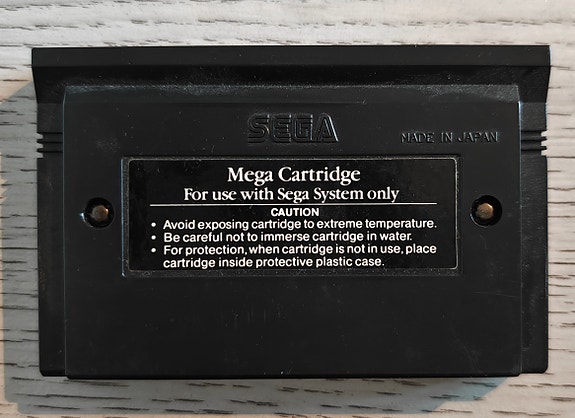 SEGA
MADE IN JAPAN
Mega Cartridge
For use with Sega System only
CAUTION
• Avoid exposing cartridge to extreme temperature.
• Be careful not to immerse cartridge in water.
• For protection, when cartridge is not in use, place
cartridge inside protective plastic case.